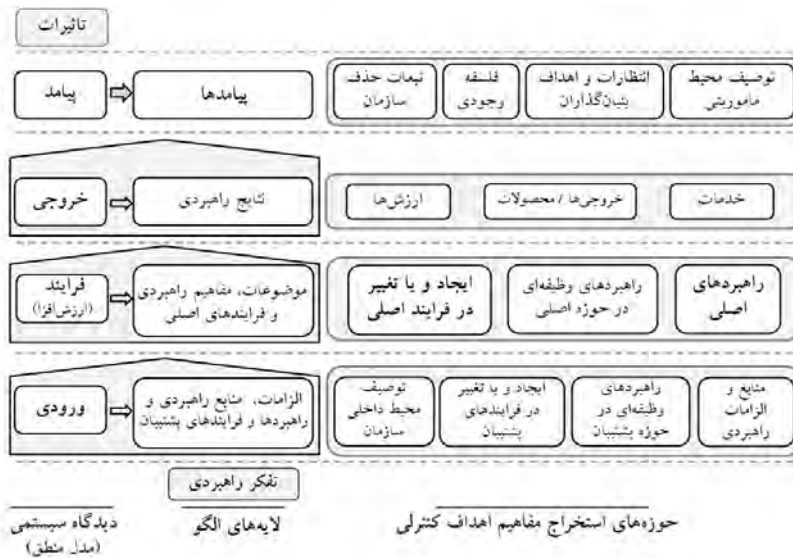 تاثیرات
توصیف محیط
ماموریتی
انتظارات و اهداف
بنیان‌گذاران
فلسفه
وجودی
تبعات حذف
سازمان
پیامدها
پیامد
خدمات
خروجی‌ها / محصولات
ارزش‌ها
نتایج راهبردی
خروجی
راهبردهای
اصلی
راهبردهای وظیفه‌ای
در حوزه اصلی
ایجاد و یا تغییر
در فرایند اصلی
موضوعات، مفاهیم راهبردی
و فرایندهای اصلی
فرایند
(ارزش‌افزا)
منابع و
الزامات
راهبردی
راهبردهای
وظیفه‌ای در
حوزه پشتیبان
ایجاد و یا تغییر
در فرایندهای
پشتیبان
توصیف
محیط داخلی
سازمان
الزامات، منابع راهبردی و
راهبردها و فرایندهای پشتیبان
ورودی
تفکر راهبردی
حوزه‌های استخراج مفاهیم اهداف کنترلی
لایه‌های الگو
دیدگاه سیستمی
(مدل منطق)